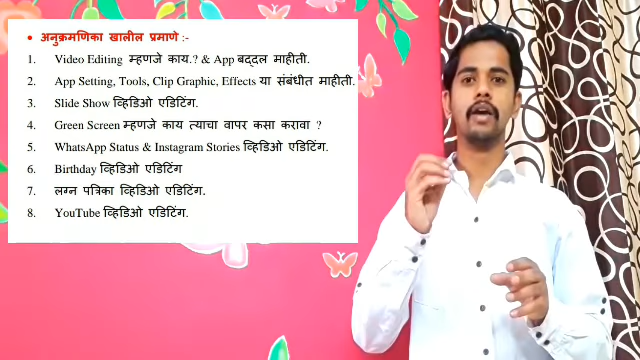 • अनुक्रमणिका खालील प्रमाणे :-
1. Video Editing म्हणजे काय.? & App बद्दल माहीती.
2. App Setting, Tools, Clip Graphic, Effects या संबंधीत माहीती.
3. Slide Show व्हिडिओ एडिटिंग.
4. Green Screen म्हणजे काय त्याचा वापर कसा करावा ?
5. WhatsApp Status & Instagram Stories व्हिडिओ एडिटिंग.
6. Birthday व्हिडिओ एडिटिंग
7. लग्न पत्रिका व्हिडिओ एडिटिंग.
8. YouTube व्हिडिओ एडिटिंग.